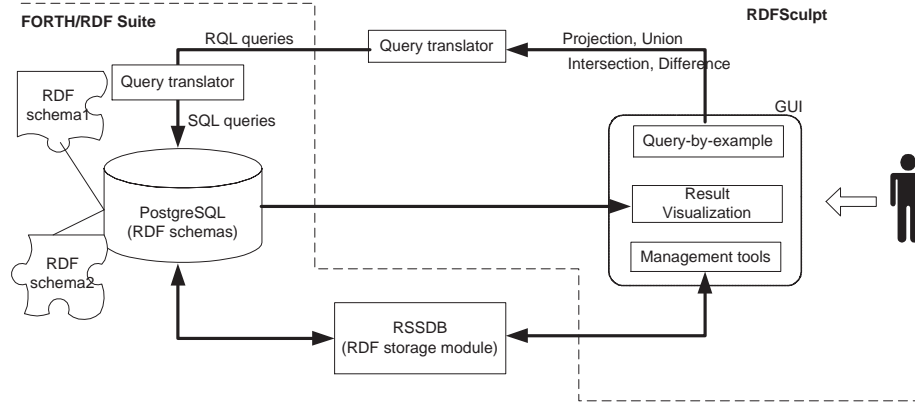 FORTH/RDF Suite
RDFSculpt
RQL queries
Query translator
Projection, Union
Intersection, Difference
GUI
RDF
schema1
Query translator
SQL queries
Query-by-example
PostgreSQL
(RDF schemas)
Result
Visualization
RDF
schema2
Management tools
RSSDB
(RDF storage module)